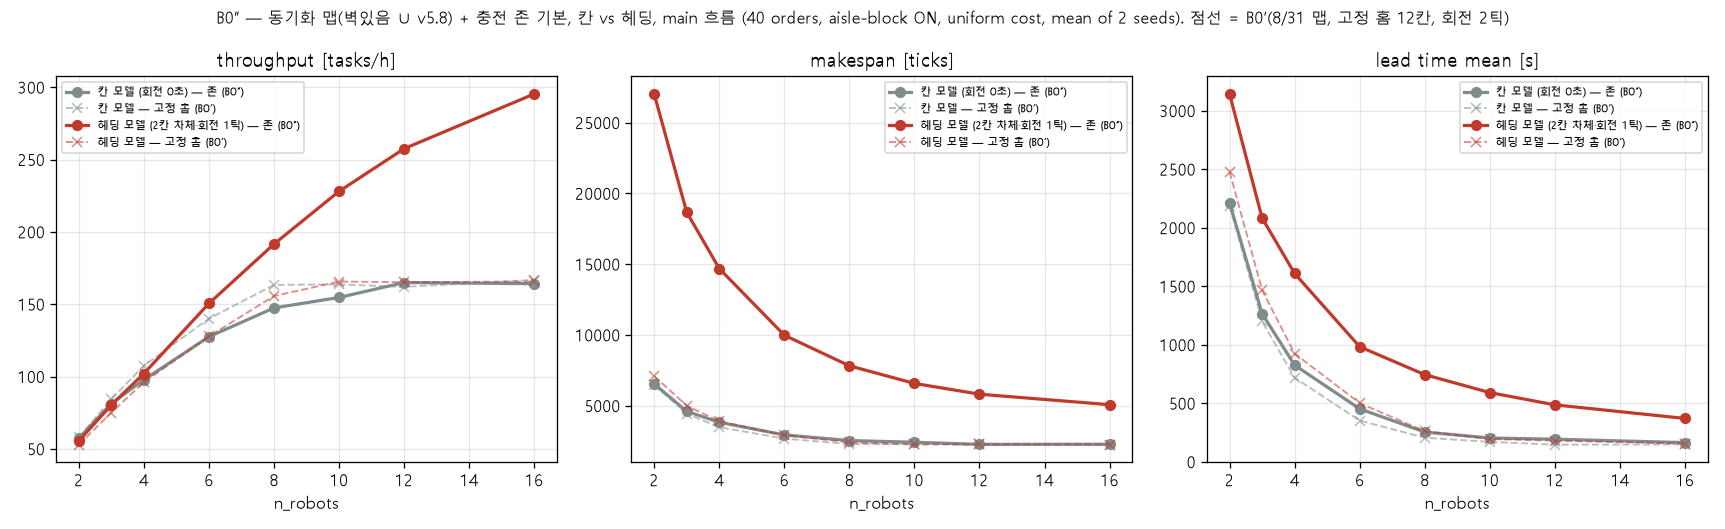 B0″ — 동기화 맵(벽있음 ∪ v5.8) + 충전 존 기본, 칸 vs 헤딩, main 흐름 (40 orders, aisle-block ON, uniform cost, mean of 2 seeds). 점선 = B0′(8/31 맵, 고정 홈 12칸, 회전 2틱)
throughput [tasks/h]
칸 모델 (회전 0초) — 존 (B0″)
칸 모델 — 고정 홈 (B0′)
헤딩 모델 (2칸 차체·회전 1틱) — 존 (B0″)
헤딩 모델 — 고정 홈 (B0′)
300
250
200
150
100
50
2 4 6 8 10 12 14 16
n_robots
makespan [ticks]
칸 모델 (회전 0초) — 존 (B0″)
칸 모델 — 고정 홈 (B0′)
헤딩 모델 (2칸 차체·회전 1틱) — 존 (B0″)
헤딩 모델 — 고정 홈 (B0′)
25000
20000
15000
10000
5000
2 4 6 8 10 12 14 16
n_robots
lead time mean [s]
칸 모델 (회전 0초) — 존 (B0″)
칸 모델 — 고정 홈 (B0′)
헤딩 모델 (2칸 차체·회전 1틱) — 존 (B0″)
헤딩 모델 — 고정 홈 (B0′)
3000
2500
2000
1500
1000
500
0
2 4 6 8 10 12 14 16
n_robots